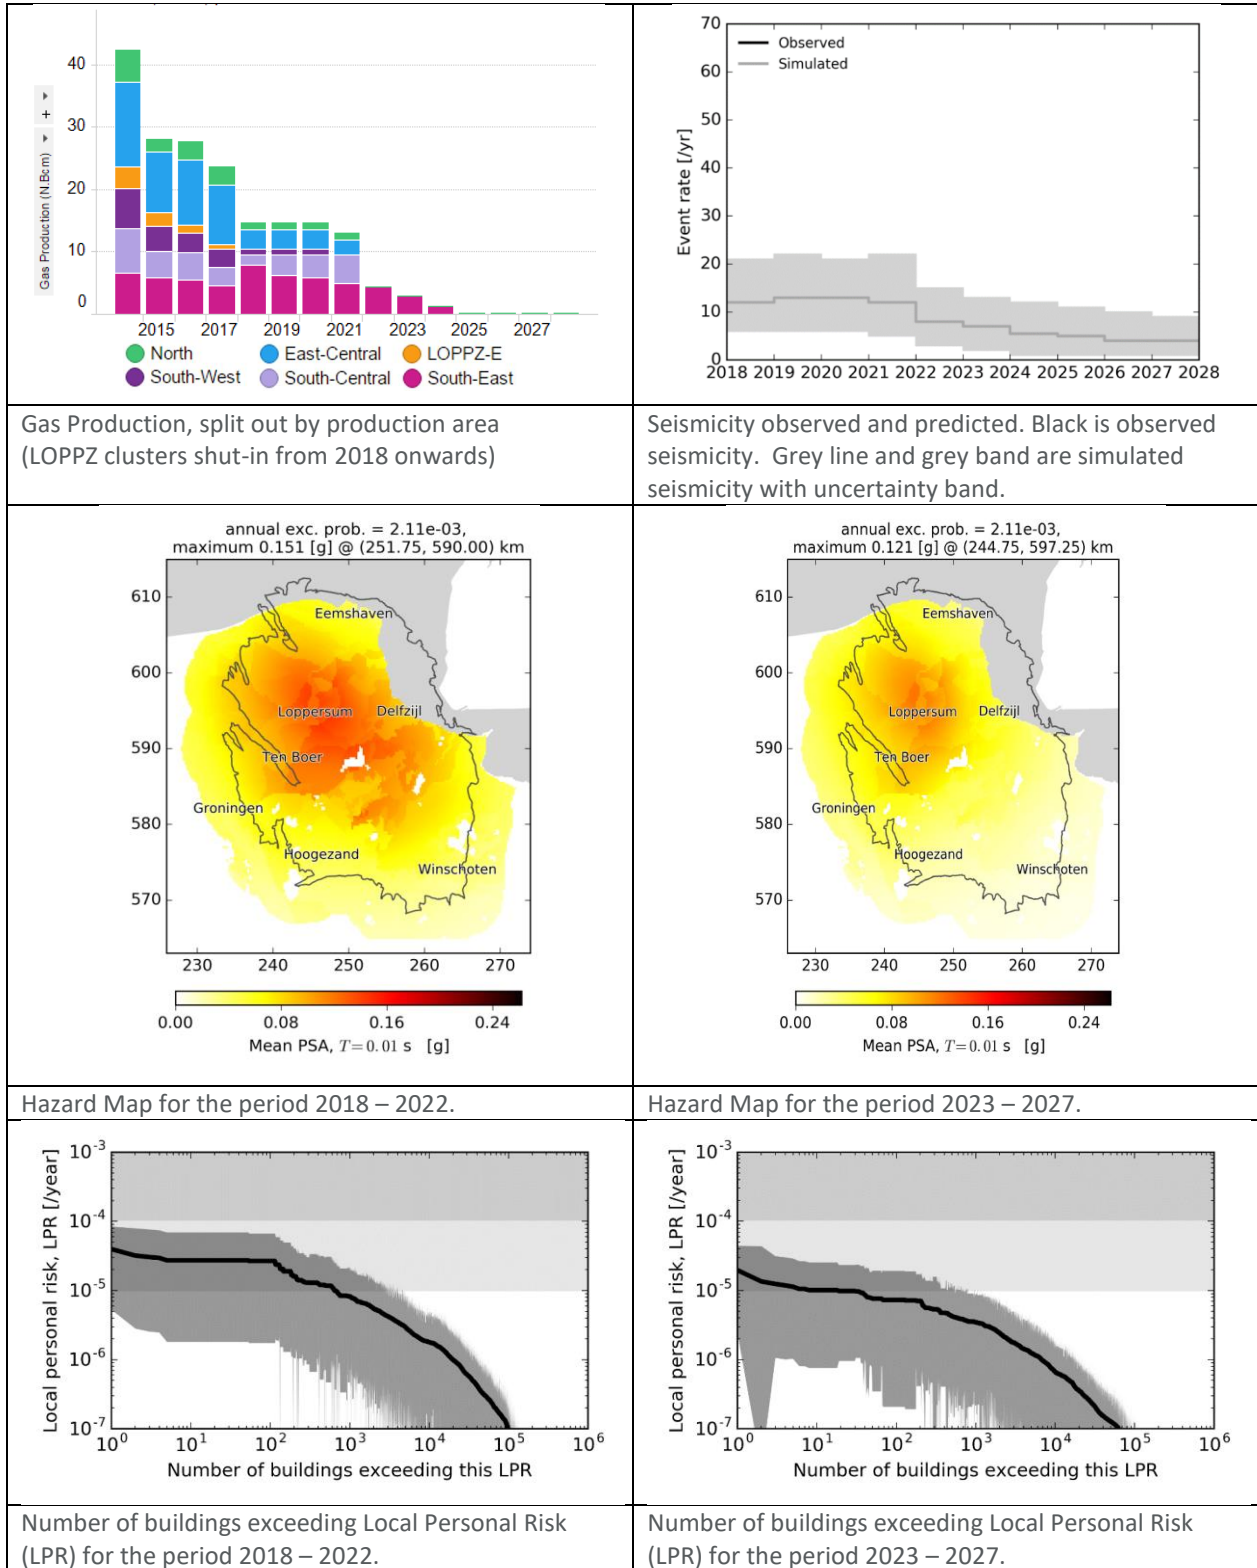 40
30
20
10
0
Gas Production (N.Bcm)
+
2015 2017 2019 2021 2023 2025 2027
North East-Central LOPPZ-E
South-West South-Central South-East
70
60
50
40
30
20
10
0
Event rate [/yr]
Observed
Simulated
2018 2019 2020 2021 2022 2023 2024 2025 2026 2027 2028
Gas Production, split out by production area
(LOPPZ clusters shut-in from 2018 onwards)
Seismicity observed and predicted. Black is observed
seismicity. Grey line and grey band are simulated
seismicity with uncertainty band.
annual exc. prob. = 2.11e-03,
maximum 0.151 [g] @ (251.75, 590.00) km
610
600
590
580
570
Eemshaven
Loppersum Delfzijl
Ten Boer
Groningen
Hoogezand
Winschoten
230 240 250 260 270
0.00 0.08 0.16 0.24
Mean PSA, T=0.01 s [g]
annual exc. prob. = 2.11e-03,
maximum 0.121 [g] @ (244.75, 597.25) km
610
600
590
580
570
Eemshaven
Loppersum Delfzijl
Ten Boer
Groningen
Hoogezand
Winschoten
230 240 250 260 270
0.00 0.08 0.16 0.24
Mean PSA, T=0.01 s [g]
Hazard Map for the period 2018 – 2022.
Hazard Map for the period 2023 – 2027.
10⁻³
10⁻⁴
10⁻⁵
10⁻⁶
10⁻⁷
Local personal risk, LPR [/year]
10⁰ 10¹ 10² 10³ 10⁴ 10⁵ 10⁶
Number of buildings exceeding this LPR
10⁻³
10⁻⁴
10⁻⁵
10⁻⁶
10⁻⁷
Local personal risk, LPR [/year]
10⁰ 10¹ 10² 10³ 10⁴ 10⁵ 10⁶
Number of buildings exceeding this LPR
Number of buildings exceeding Local Personal Risk
(LPR) for the period 2018 – 2022.
Number of buildings exceeding Local Personal Risk
(LPR) for the period 2023 – 2027.